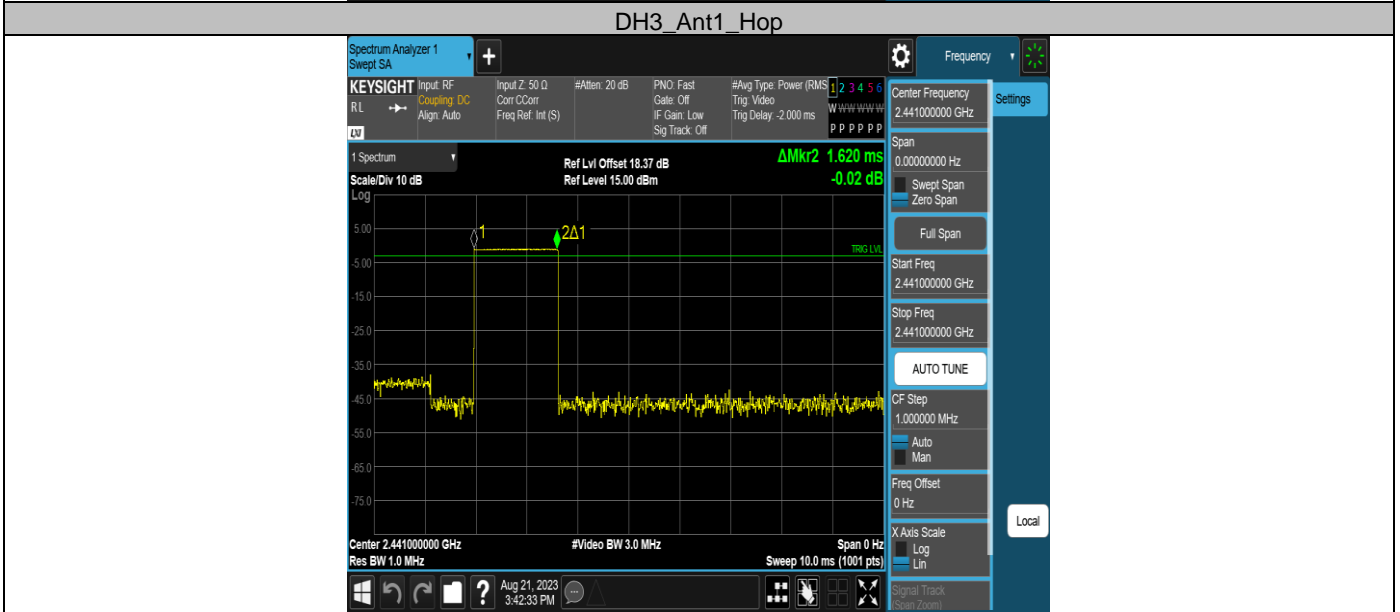 DH3_Ant1_Hop
Spectrum Analyzer 1
Swept SA
+
Frequency
KEYSIGHT
RL
LXI
Input: RF
Coupling: DC
Align: Auto
Input Z: 50 Ω
Corr CCorr
Freq Ref: Int (S)
#Atten: 20 dB
PNO: Fast
Gate: Off
IF Gain: Low
Sig Track: Off
#Avg Type: Power (RMS
Trig: Video
Trig Delay: -2.000 ms
1 2 3 4 5 6
W W W W W W
P P P P P P
1 Spectrum
Scale/Div 10 dB
Log
Ref Lvl Offset 18.37 dB
Ref Level 15.00 dBm
ΔMkr2 1.620 ms
-0.02 dB
5.00
-5.00
-15.0
-25.0
-35.0
-45.0
-55.0
-65.0
-75.0
1
2Δ1
TRIG LVL
Center 2.441000000 GHz
Res BW 1.0 MHz
#Video BW 3.0 MHz
Span 0 Hz
Sweep 10.0 ms (1001 pts)
Center Frequency
2.441000000 GHz
Span
0.00000000 Hz
Swept Span
Zero Span
Full Span
Start Freq
2.441000000 GHz
Stop Freq
2.441000000 GHz
AUTO TUNE
CF Step
1.000000 MHz
Auto
Man
Freq Offset
0 Hz
X Axis Scale
Log
Lin
Signal Track
(Span Zoom)
Settings
Local
?
Aug 21, 2023
3:42:33 PM